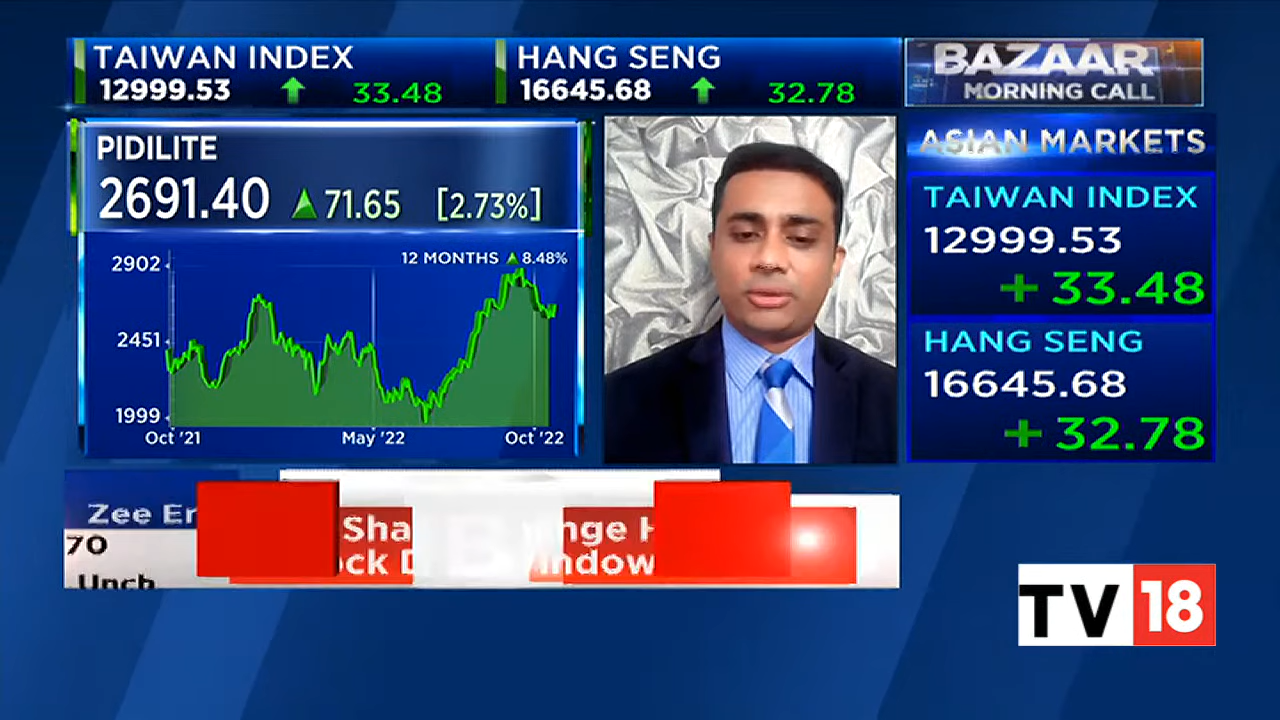 TAIWAN INDEX
12999.53 33.48
HANG SENG
16645.68 32.78
BAZAAR
MORNING CALL
PIDILITE
2691.40 71.65 [2.73%]
12 MONTHS 8.48%
2902
2451
1999
Oct '21 May '22 Oct '22
ASIAN MARKETS
TAIWAN INDEX
12999.53
+ 33.48
HANG SENG
16645.68
+ 32.78
Zee
70
Unch
TV18